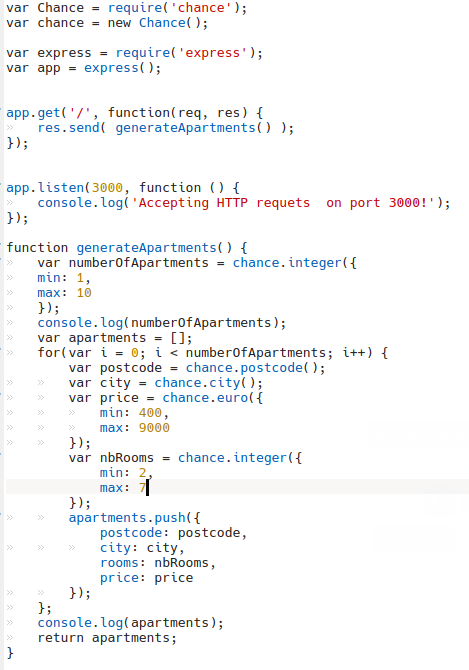 var Chance = require('chance');
var chance = new Chance();

var express = require('express');
var app = express();


app.get('/', function(req, res) {
    res.send( generateApartments() );
});


app.listen(3000, function () {
    console.log('Accepting HTTP requets  on port 3000!');
});

function generateApartments() {
    var numberOfApartments = chance.integer({
    min: 1,
    max: 10
    });
    console.log(numberOfApartments);
    var apartments = [];
    for(var i = 0; i < numberOfApartments; i++) {
        var postcode = chance.postcode();
        var city = chance.city();
        var price = chance.euro({
            min: 400,
            max: 9000
        });
        var nbRooms = chance.integer({
            min: 2,
            max: 7
        });
        apartments.push({
            postcode: postcode,
            city: city,
            rooms: nbRooms,
            price: price
        });
    };
    console.log(apartments);
    return apartments;
}